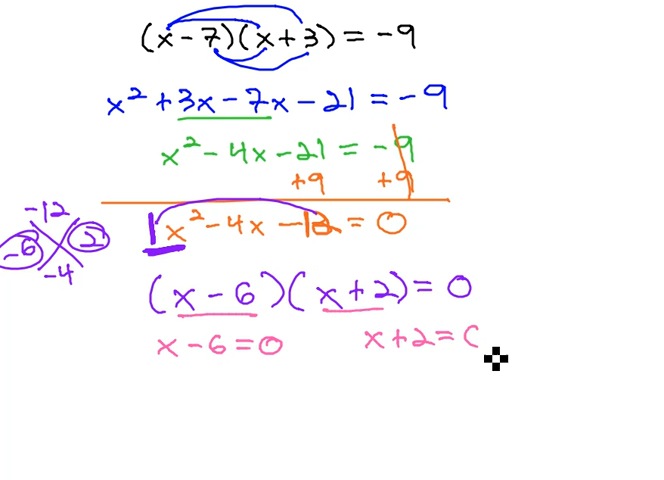 (x - 7)(x + 3) = -9
x² + 3x - 7x - 21 = -9
x² - 4x - 21 = -9
+9 +9
1x² - 4x - 12 = 0
-12
-6 2
-4
(x - 6)(x + 2) = 0
x - 6 = 0 x + 2 =